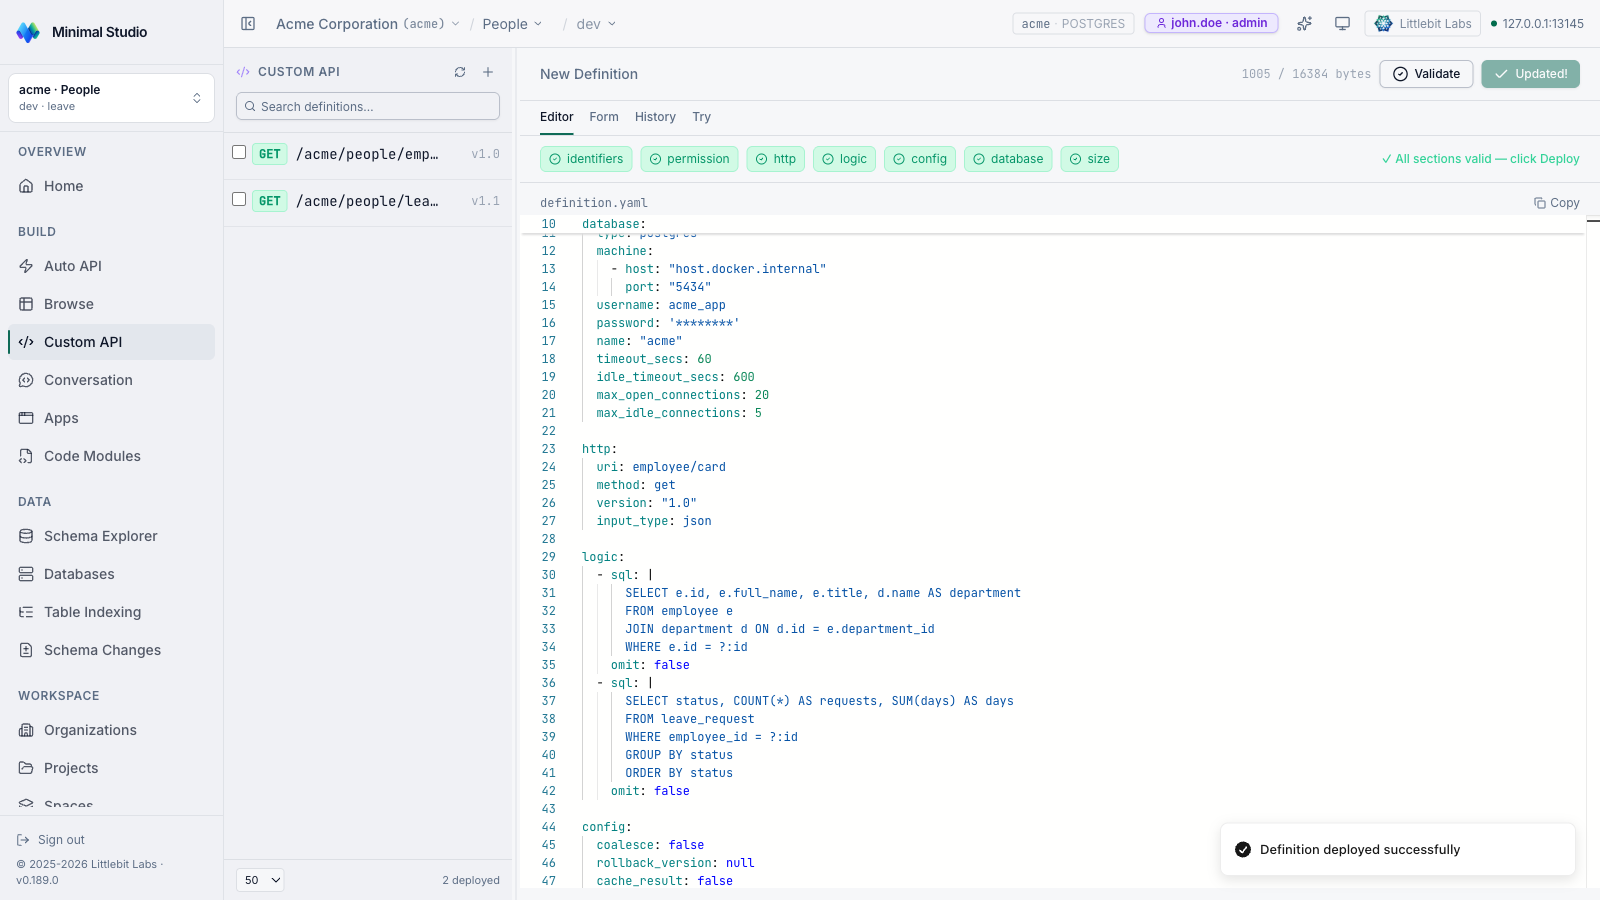 Minimal Studio
acme · People
dev · leave
OVERVIEW
Home
BUILD
Auto API
Browse
Custom API
Conversation
Apps
Code Modules
DATA
Schema Explorer
Databases
Table Indexing
Schema Changes
WORKSPACE
Organizations
Projects
Spaces
Sign out
© 2025-2026 Littlebit Labs ·
v0.189.0
Acme Corporation (acme) / People / dev
acme · POSTGRES
john.doe · admin
Littlebit Labs
127.0.0.1:13145
CUSTOM API
Search definitions...
GET /acme/people/emp… v1.0
GET /acme/people/lea… v1.1
50
2 deployed
New Definition
1005 / 16384 bytes
Validate
Updated!
Editor Form History Try
identifiers permission http logic config database size
✓ All sections valid — click Deploy
definition.yaml
Copy
10 database:
11 type: postgres
12 machine:
13 - host: "host.docker.internal"
14 port: "5434"
15 username: acme_app
16 password: '********'
17 name: "acme"
18 timeout_secs: 60
19 idle_timeout_secs: 600
20 max_open_connections: 20
21 max_idle_connections: 5
22
23 http:
24 uri: employee/card
25 method: get
26 version: "1.0"
27 input_type: json
28
29 logic:
30 - sql: |
31 SELECT e.id, e.full_name, e.title, d.name AS department
32 FROM employee e
33 JOIN department d ON d.id = e.department_id
34 WHERE e.id = ?:id
35 omit: false
36 - sql: |
37 SELECT status, COUNT(*) AS requests, SUM(days) AS days
38 FROM leave_request
39 WHERE employee_id = ?:id
40 GROUP BY status
41 ORDER BY status
42 omit: false
43
44 config:
45 coalesce: false
46 rollback_version: null
47 cache_result: false
Definition deployed successfully